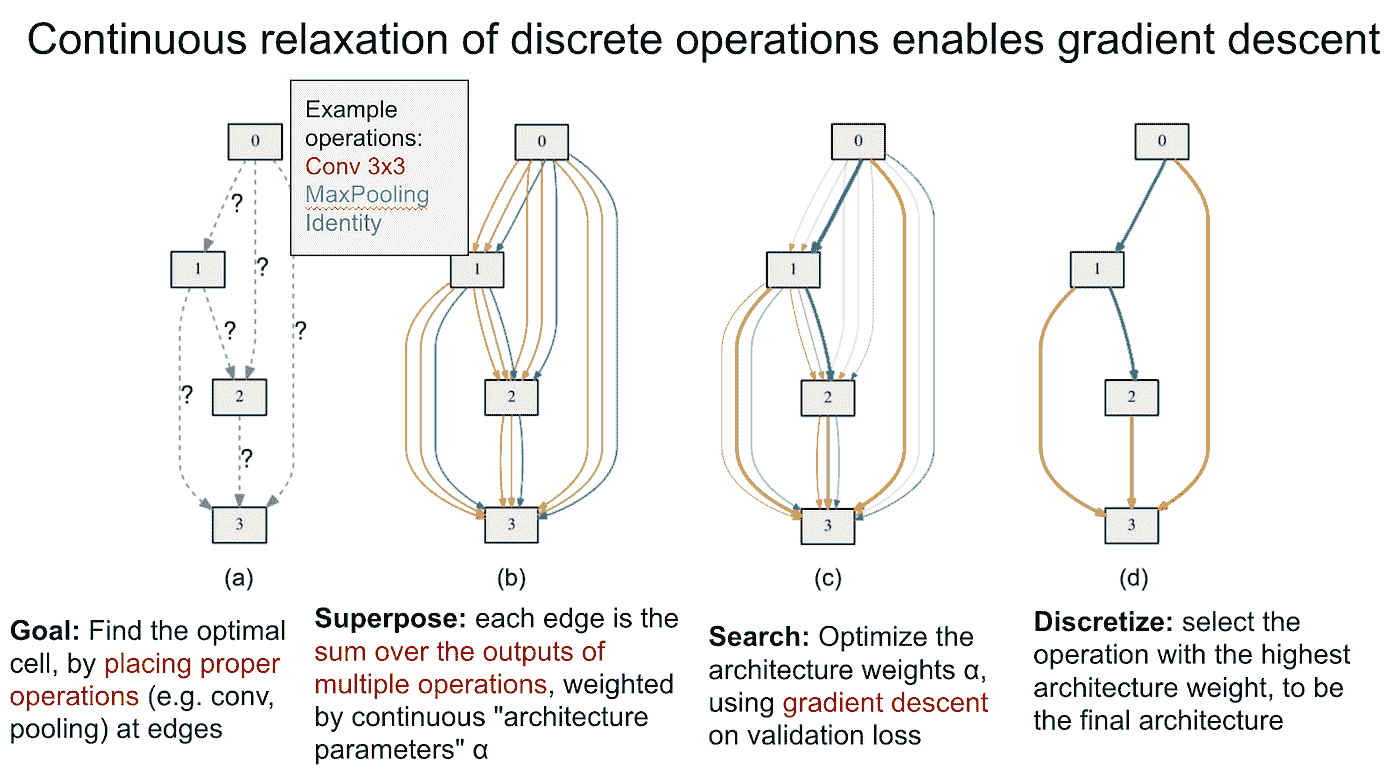 Continuous relaxation of discrete operations enables gradient descent
Example
operations:
Conv 3x3
MaxPooling
Identity
0
?
1
?
?
?
2
?
?
3
(a)
0
1
2
3
(b)
0
1
2
3
(c)
0
1
2
3
(d)
Goal: Find the optimal
cell, by placing proper
operations (e.g. conv,
pooling) at edges
Superpose: each edge is the
sum over the outputs of
multiple operations, weighted
by continuous "architecture
parameters" α
Search: Optimize the
architecture weights α,
using gradient descent
on validation loss
Discretize: select the
operation with the highest
architecture weight, to be
the final architecture